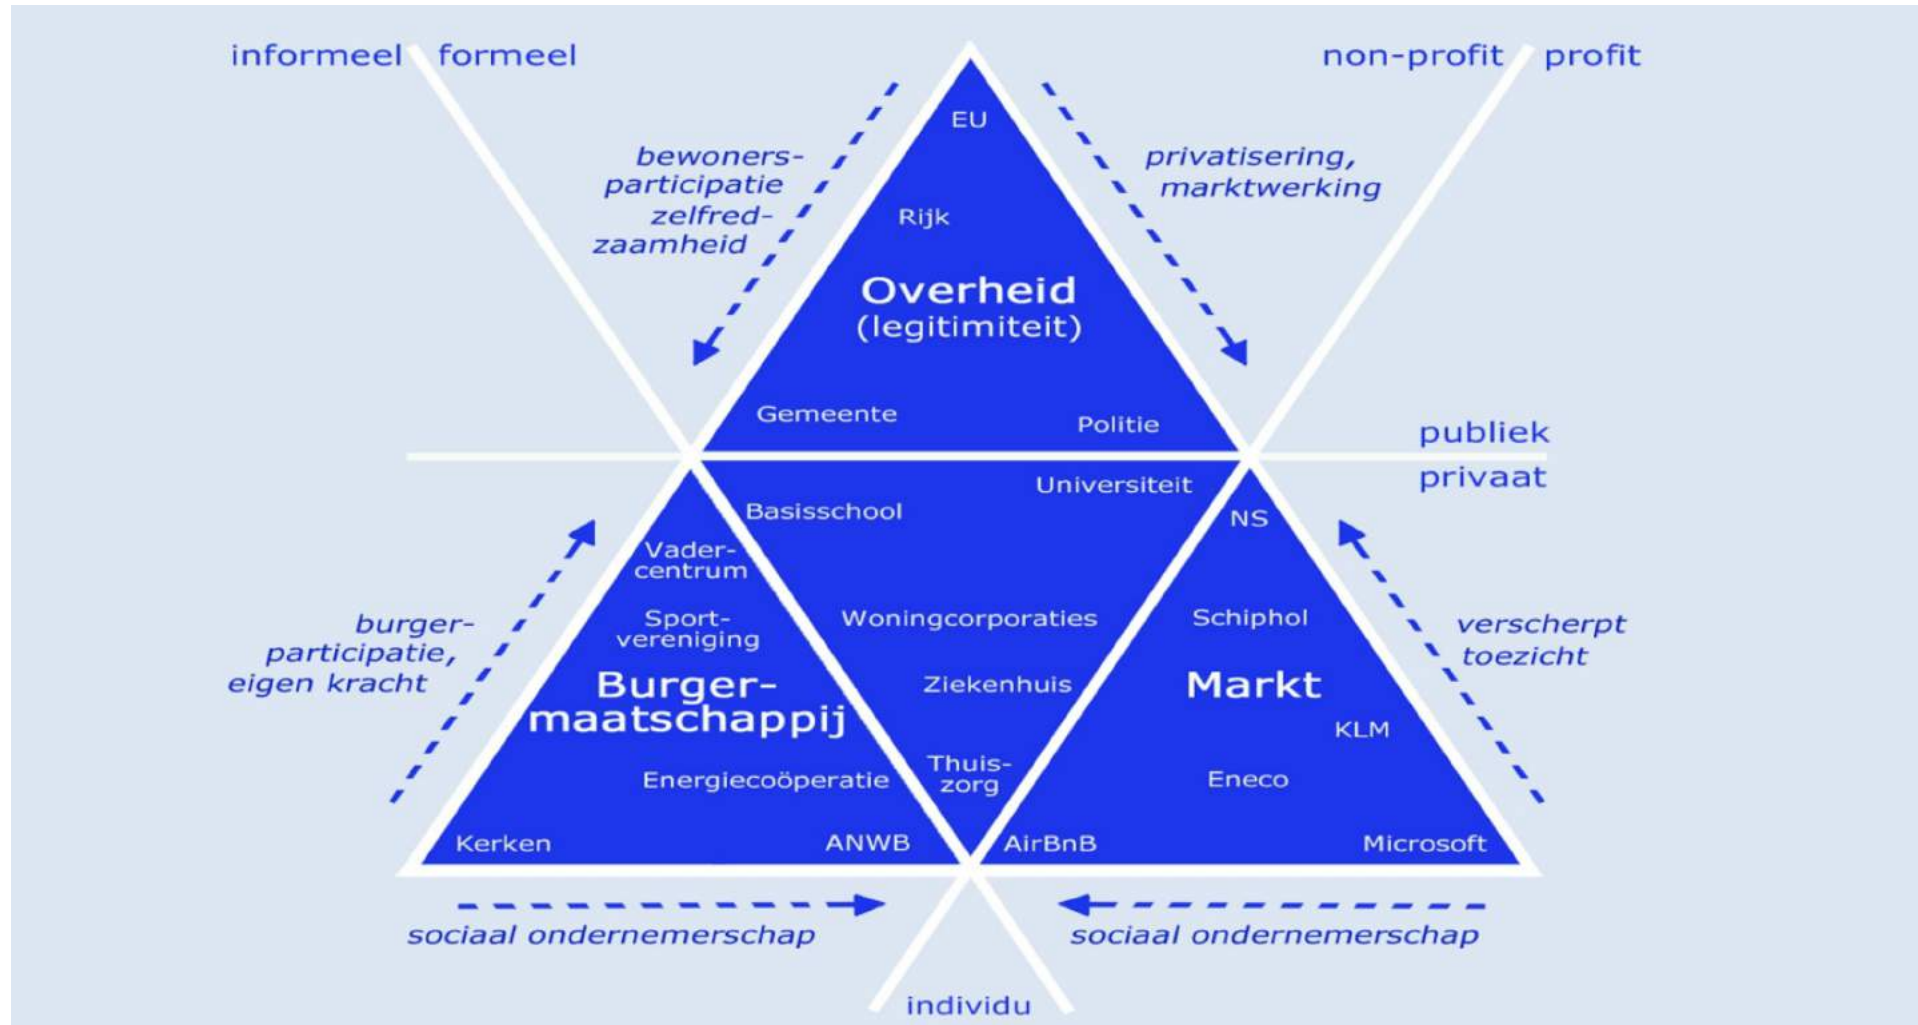 informeel formeel
non-profit profit
EU
bewoners-
participatie
zelfred-
zaamheid
privatisering,
marktwerking
Rijk
Overheid
(legitimiteit)
Gemeente
Politie
publiek
privaat
Universiteit
Basisschool
NS
Vader-
centrum
Sport-
vereniging
Woningcorporaties
Schiphol
burger-
participatie,
eigen kracht
verscherpt
toezicht
Burger-
maatschappij
Ziekenhuis
Markt
KLM
Thuis-
zorg
Energiecoöperatie
Eneco
Kerken
ANWB
AirBnB
Microsoft
sociaal ondernemerschap
sociaal ondernemerschap
individu